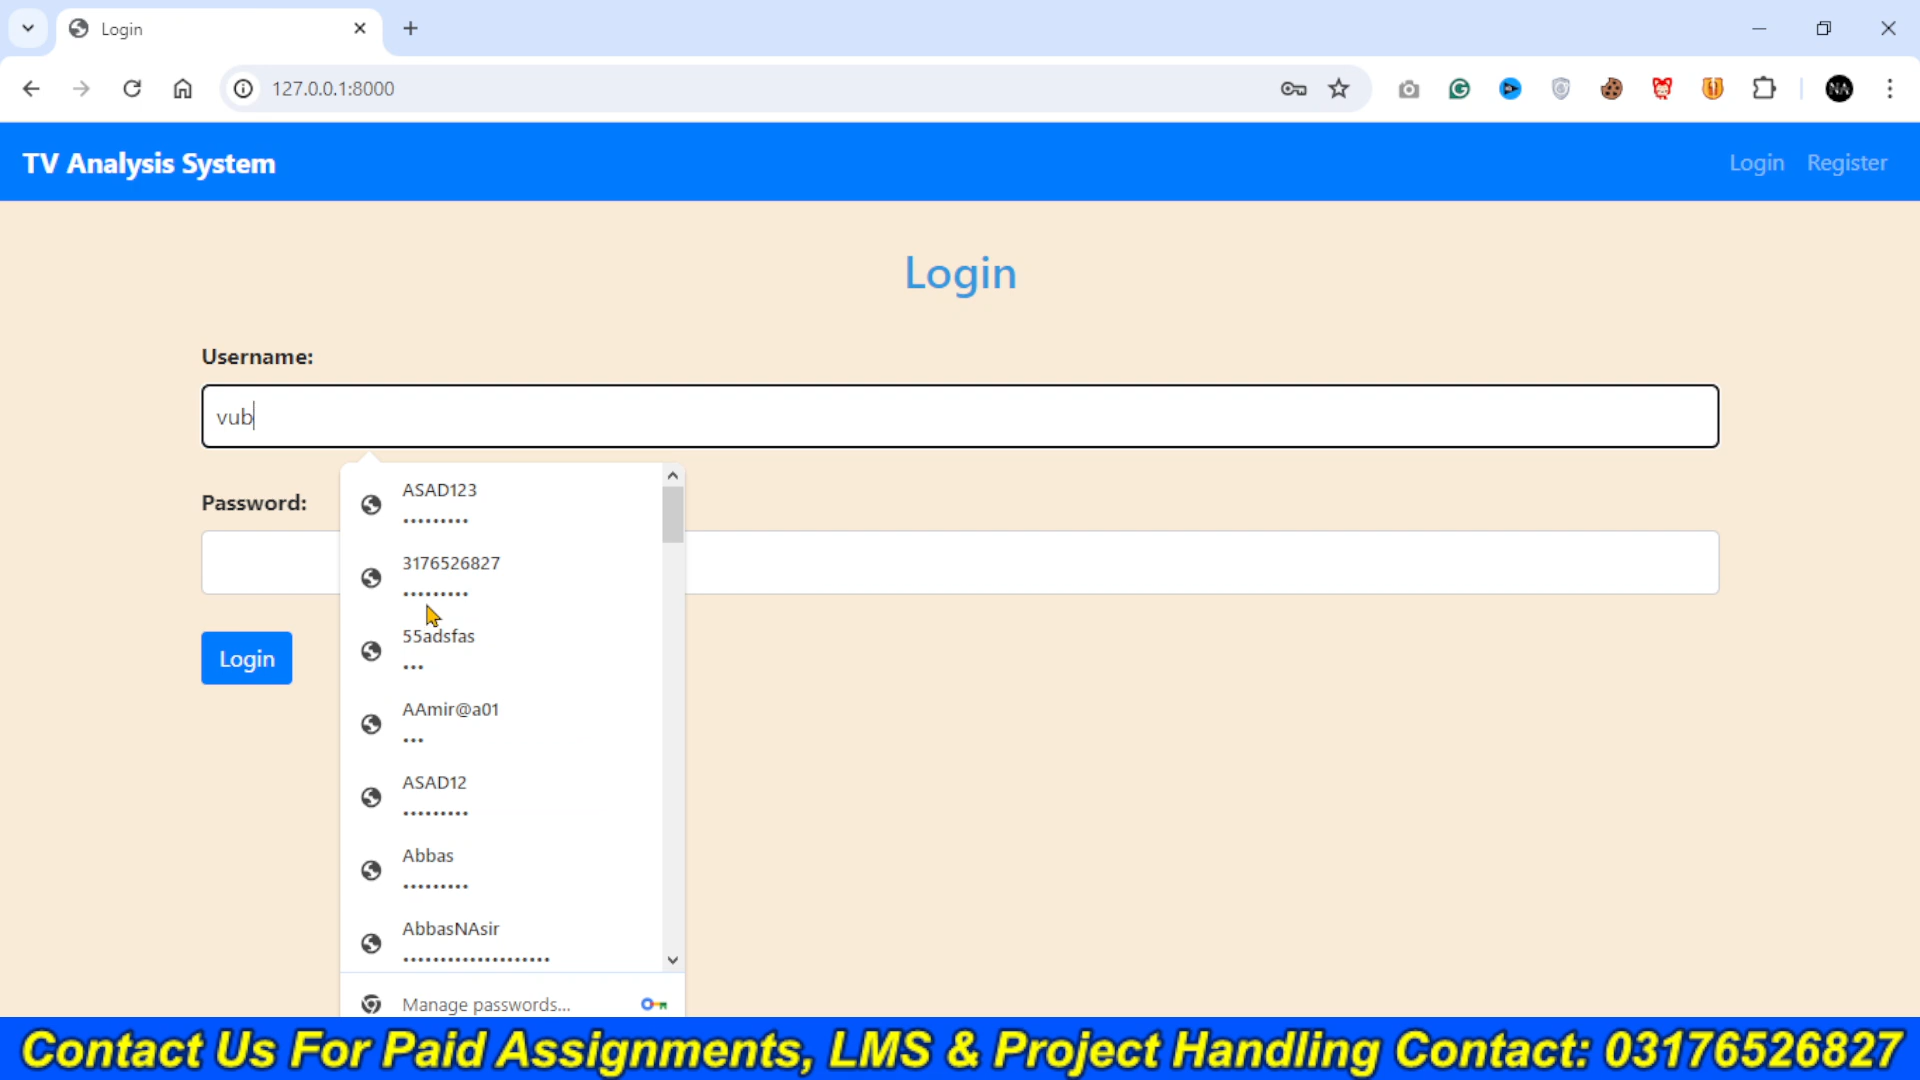 Login
127.0.0.1:8000
NA
TV Analysis System
Login Register
Login
Username:
vub
Password:
ASAD123
•••••••••
3176526827
•••••••••
55adsfas
•••
AAmir@a01
•••
ASAD12
•••••••••
Abbas
•••••••••
AbbasNAsir
••••••••••••••••••••
Login
Manage passwords...
Contact Us For Paid Assignments, LMS & Project Handling Contact: 03176526827